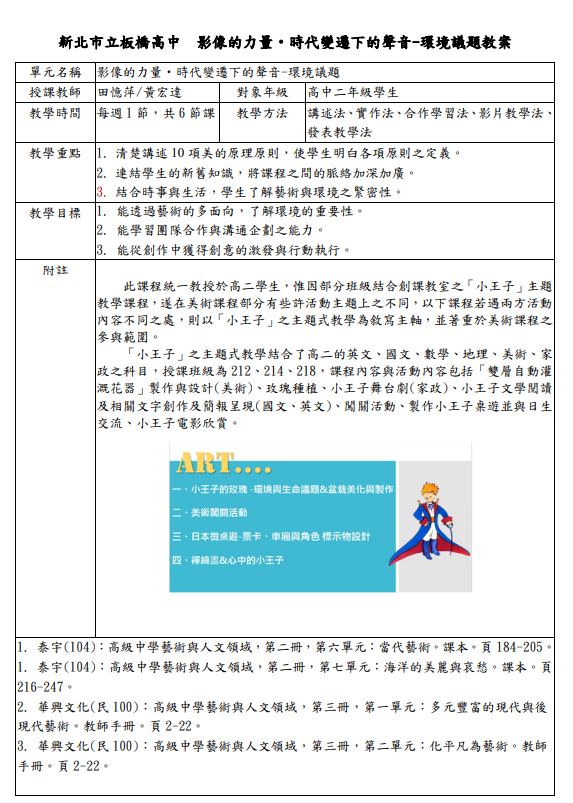 新北市立板橋高中　影像的力量‧時代變遷下的聲音-環境議題教案
單元名稱　影像的力量‧時代變遷下的聲音-環境議題
授課教師　田憶萍/黃宏達　對象年級　高中二年級學生
教學時間　每週1節，共6節課　教學方法　講述法、實作法、合作學習法、影片教學法、
發表教學法
教學重點　1. 清楚講述10項美的原理原則，使學生明白各項原則之定義。
2. 連結學生的新舊知識，將課程之間的脈絡加深加廣。
3. 結合時事與生活，學生了解藝術與環境之緊密性。
教學目標　1. 能透過藝術的多面向，了解環境的重要性。
2. 能學習團隊合作與溝通企劃之能力。
3. 能從創作中獲得創意的激發與行動執行。
附註
此課程統一教授於高二學生，惟因部分班級結合創課教室之「小王子」主題
教學課程，遂在美術課程部分有些許活動主題上之不同，以下課程若遇兩方活動
內容不同之處，則以「小王子」之主題式教學為敘寫主軸，並著重於美術課程之
參與範圍。
「小王子」之主題式教學結合了高二的英文、國文、數學、地理、美術、家
政之科目，授課班級為212、214、218，課程內容與活動內容包括「雙層自動灌
溉花器」製作與設計(美術)、玫瑰種植、小王子舞台劇(家政)、小王子文學閱讀
及相關文字創作及簡報呈現(國文、英文)、闖關活動、製作小王子桌遊並與日生
交流、小王子電影欣賞。
ART....
一、小王子的玫瑰 -環境與生命議題&盆栽美化與製作
二、美術闖關活動
三、日本微桌遊-票卡、車廂與角色 標示物設計
四、禪繞畫&心中的小王子
1. 泰宇(104)：高級中學藝術與人文領域，第二冊，第六單元：當代藝術。課本。頁184-205。
1. 泰宇(104)：高級中學藝術與人文領域，第二冊，第七單元：海洋的美麗與哀愁。課本。頁
216-247。
2. 華興文化(民100)：高級中學藝術與人文領域，第三冊，第一單元：多元豐富的現代與後
現代藝術。教師手冊。頁2-22。
3. 華興文化(民100)：高級中學藝術與人文領域，第三冊，第二單元：化平凡為藝術。教師
手冊。頁2-22。